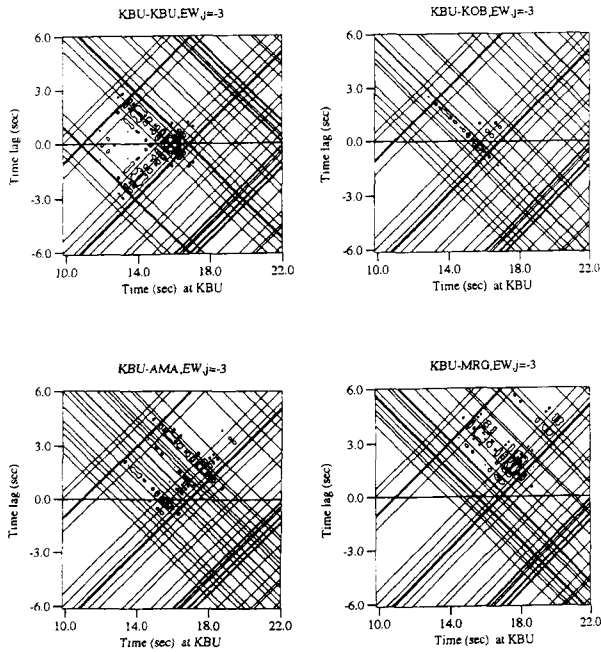 KBU-KBU,EW,j=-3
6.0
3.0
0.0
-3.0
-6.0
Time lag (sec)
10.0 14.0 18.0 22.0
Time (sec) at KBU
KBU-KOB,EW,j=-3
6.0
3.0
0.0
-3.0
-6.0
Time lag (sec)
10.0 14.0 18.0 22.0
Time (sec) at KBU
KBU-AMA,EW,j=-3
6.0
3.0
0.0
-3.0
-6.0
Time lag (sec)
10.0 14.0 18.0 22.0
Time (sec) at KBU
KBU-MRG,EW,j=-3
6.0
3.0
0.0
-3.0
-6.0
Time lag (sec)
10.0 14.0 18.0 22.0
Time (sec) at KBU